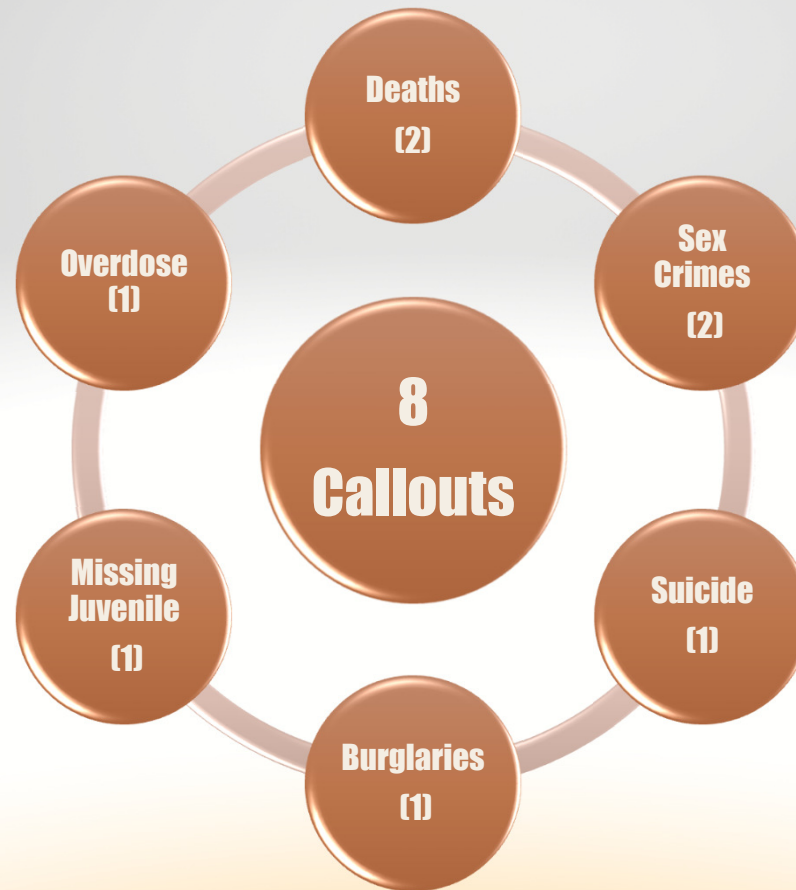 Deaths
(2)
Sex
Crimes
(2)
Suicide
(1)
Burglaries
(1)
Missing
Juvenile
(1)
Overdose
(1)
8
Callouts